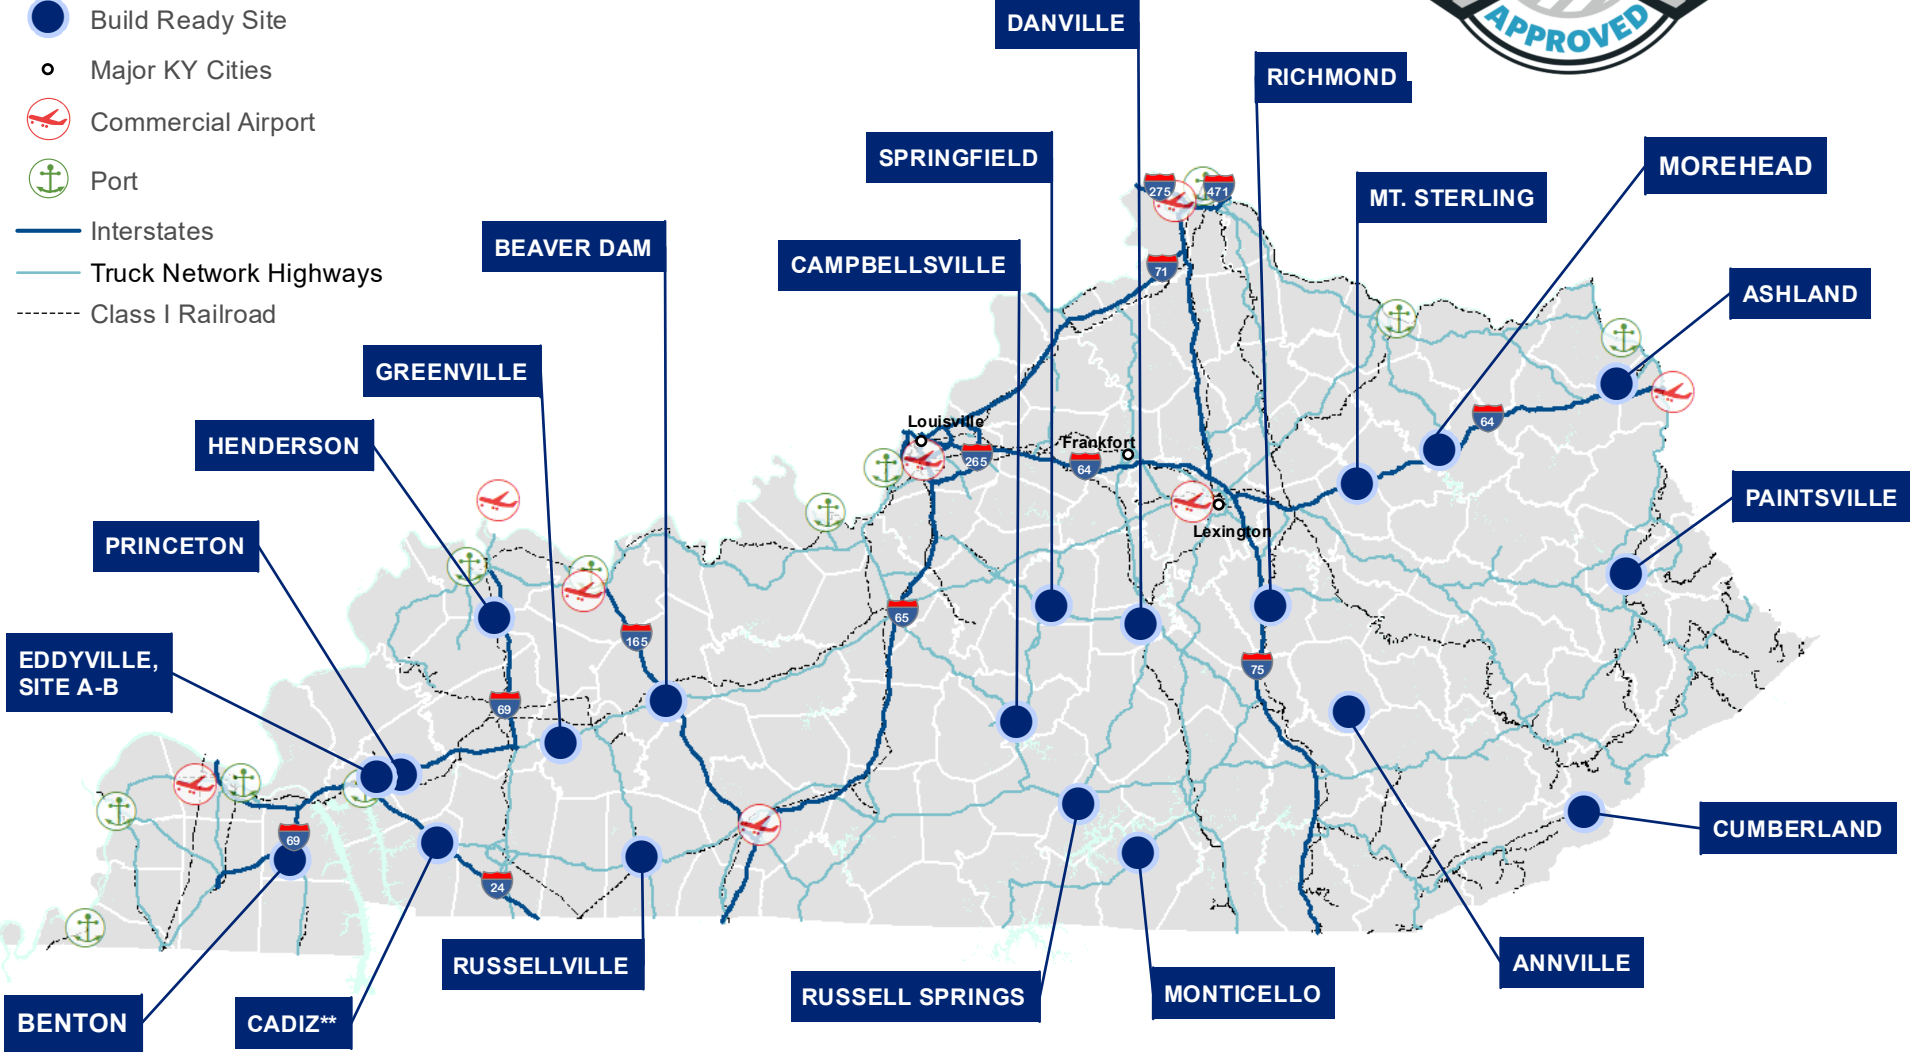 APPROVED
Build Ready Site
Major KY Cities
Commercial Airport
Port
Interstates
Truck Network Highways
Class I Railroad
DANVILLE
RICHMOND
SPRINGFIELD
MOREHEAD
MT. STERLING
BEAVER DAM
CAMPBELLSVILLE
ASHLAND
GREENVILLE
HENDERSON
PAINTSVILLE
PRINCETON
EDDYVILLE,
SITE A-B
CUMBERLAND
RUSSELLVILLE
ANNVILLE
RUSSELL SPRINGS
MONTICELLO
BENTON
CADIZ**
275
471
71
Louisville
265
Frankfort
64
64
Lexington
65
165
75
69
69
24